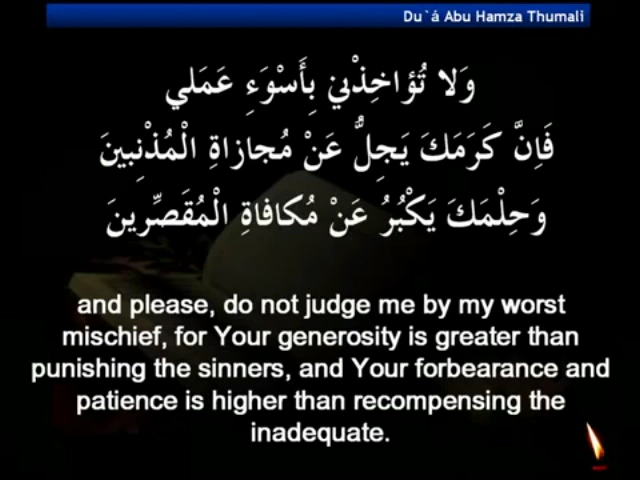 Du`á Abu Hamza Thumali
وَلا تُؤاخِذْنِي بِأَسْوَءِ عَمَلي
فَاِنَّ كَرَمَكَ يَجِلُّ عَنْ مُجازاةِ الْمُذْنِبينَ
وَحِلْمَكَ يَكْبُرُ عَنْ مُكافاةِ الْمُقَصِّرينَ
and please, do not judge me by my worst
mischief, for Your generosity is greater than
punishing the sinners, and Your forbearance and
patience is higher than recompensing the
inadequate.